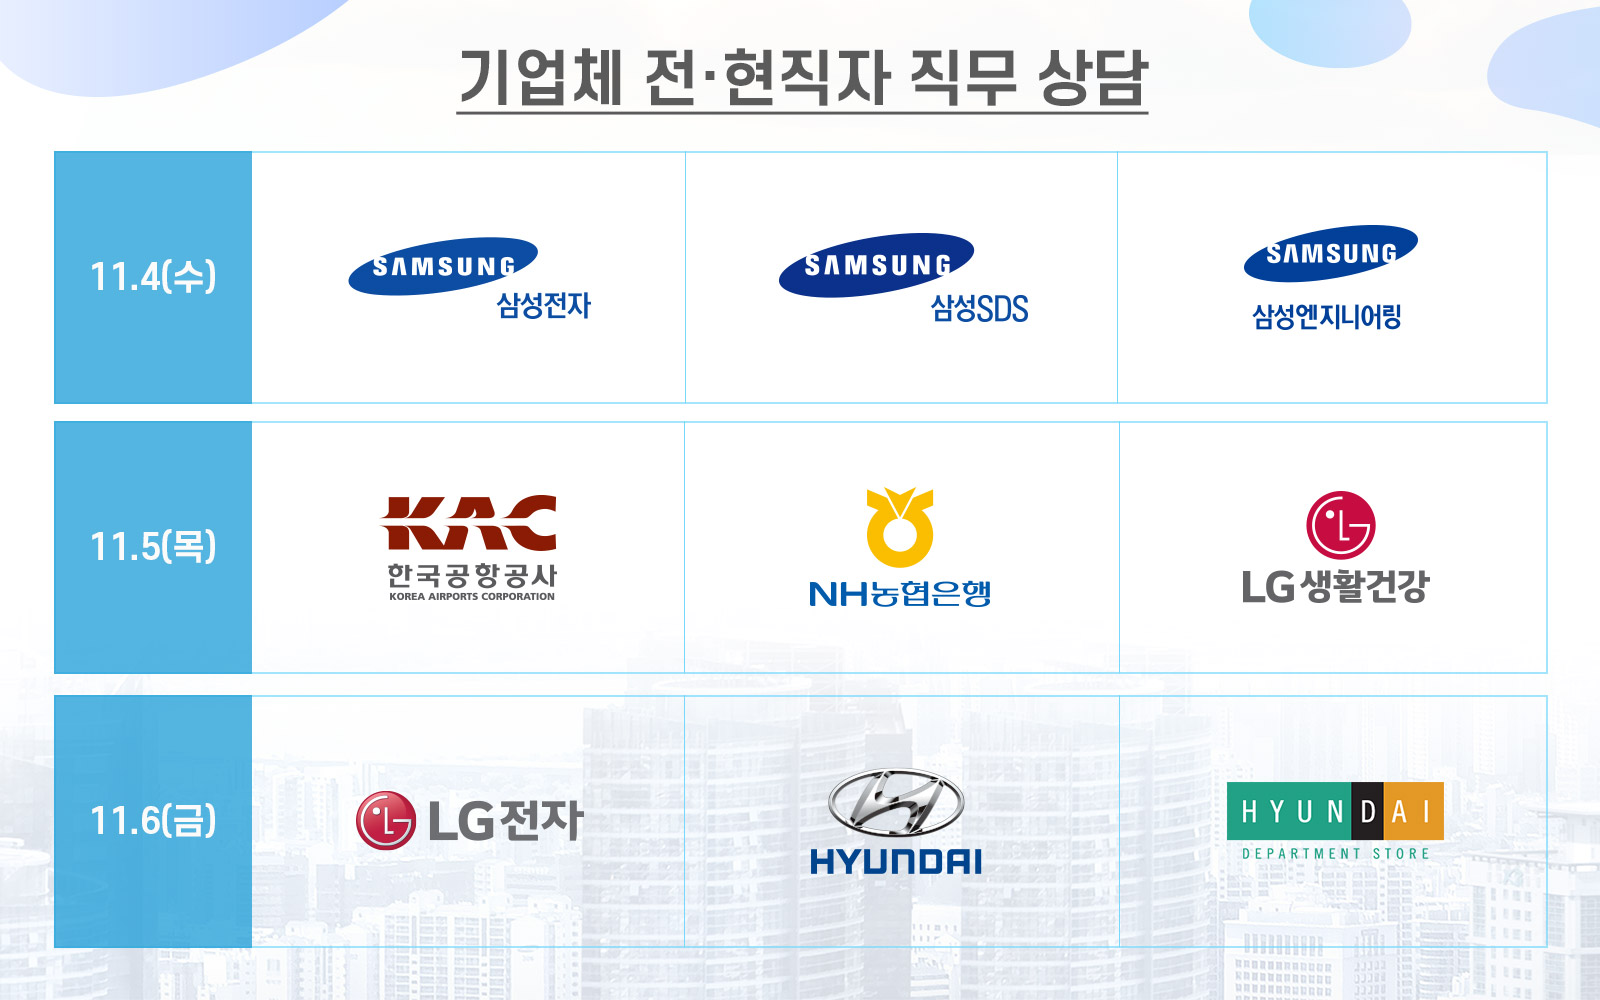 기업체 전·현직자 직무 상담
11.4(수)
SAMSUNG
삼성전자
SAMSUNG
삼성SDS
SAMSUNG
삼성엔지니어링
11.5(목)
KAC
한국공항공사
KOREA AIRPORTS CORPORATION
NH농협은행
LG
LG생활건강
11.6(금)
LG
LG전자
HYUNDAI
HYUNDAI
DEPARTMENT STORE